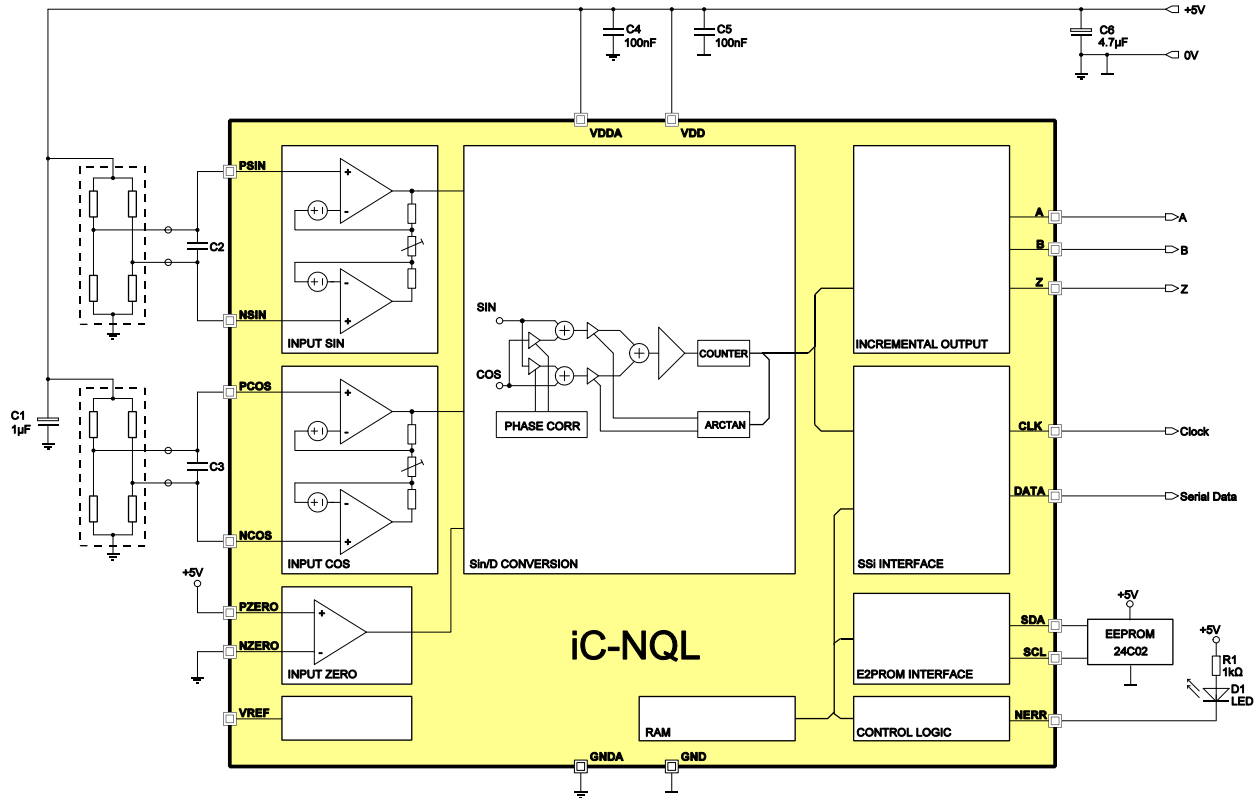 +5V
C4
100nF
C5
100nF
C6
4.7µF
0V
VDDA
VDD
PSIN
C2
NSIN
INPUT SIN
SIN
COS
COUNTER
PHASE CORR
ARCTAN
Sin/D CONVERSION
A
A
B
B
Z
Z
INCREMENTAL OUTPUT
C1
1µF
PCOS
C3
NCOS
INPUT COS
CLK
Clock
DATA
Serial Data
SSi INTERFACE
+5V
PZERO
NZERO
INPUT ZERO
iC-NQL
SDA
SCL
E2PROM INTERFACE
+5V
EEPROM
24C02
+5V
R1
1kΩ
D1
LED
VREF
RAM
CONTROL LOGIC
NERR
GNDA
GND
+
-
-
+
+
-
-
+
+
-